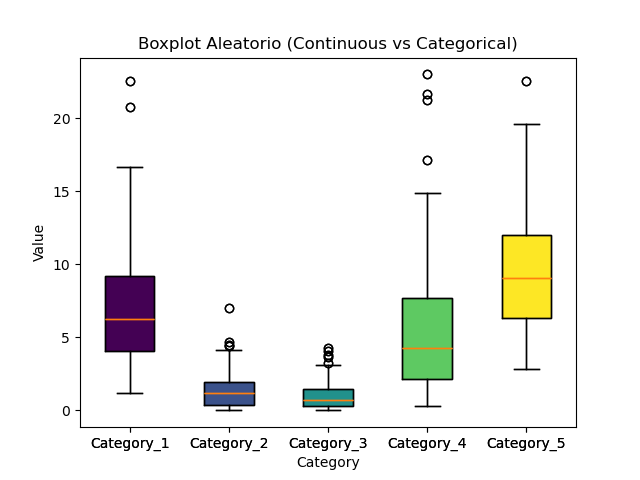 Boxplot Aleatorio (Continuous vs Categorical)
20
15
10
5
0
Value
Category_1 Category_2 Category_3 Category_4 Category_5
Category